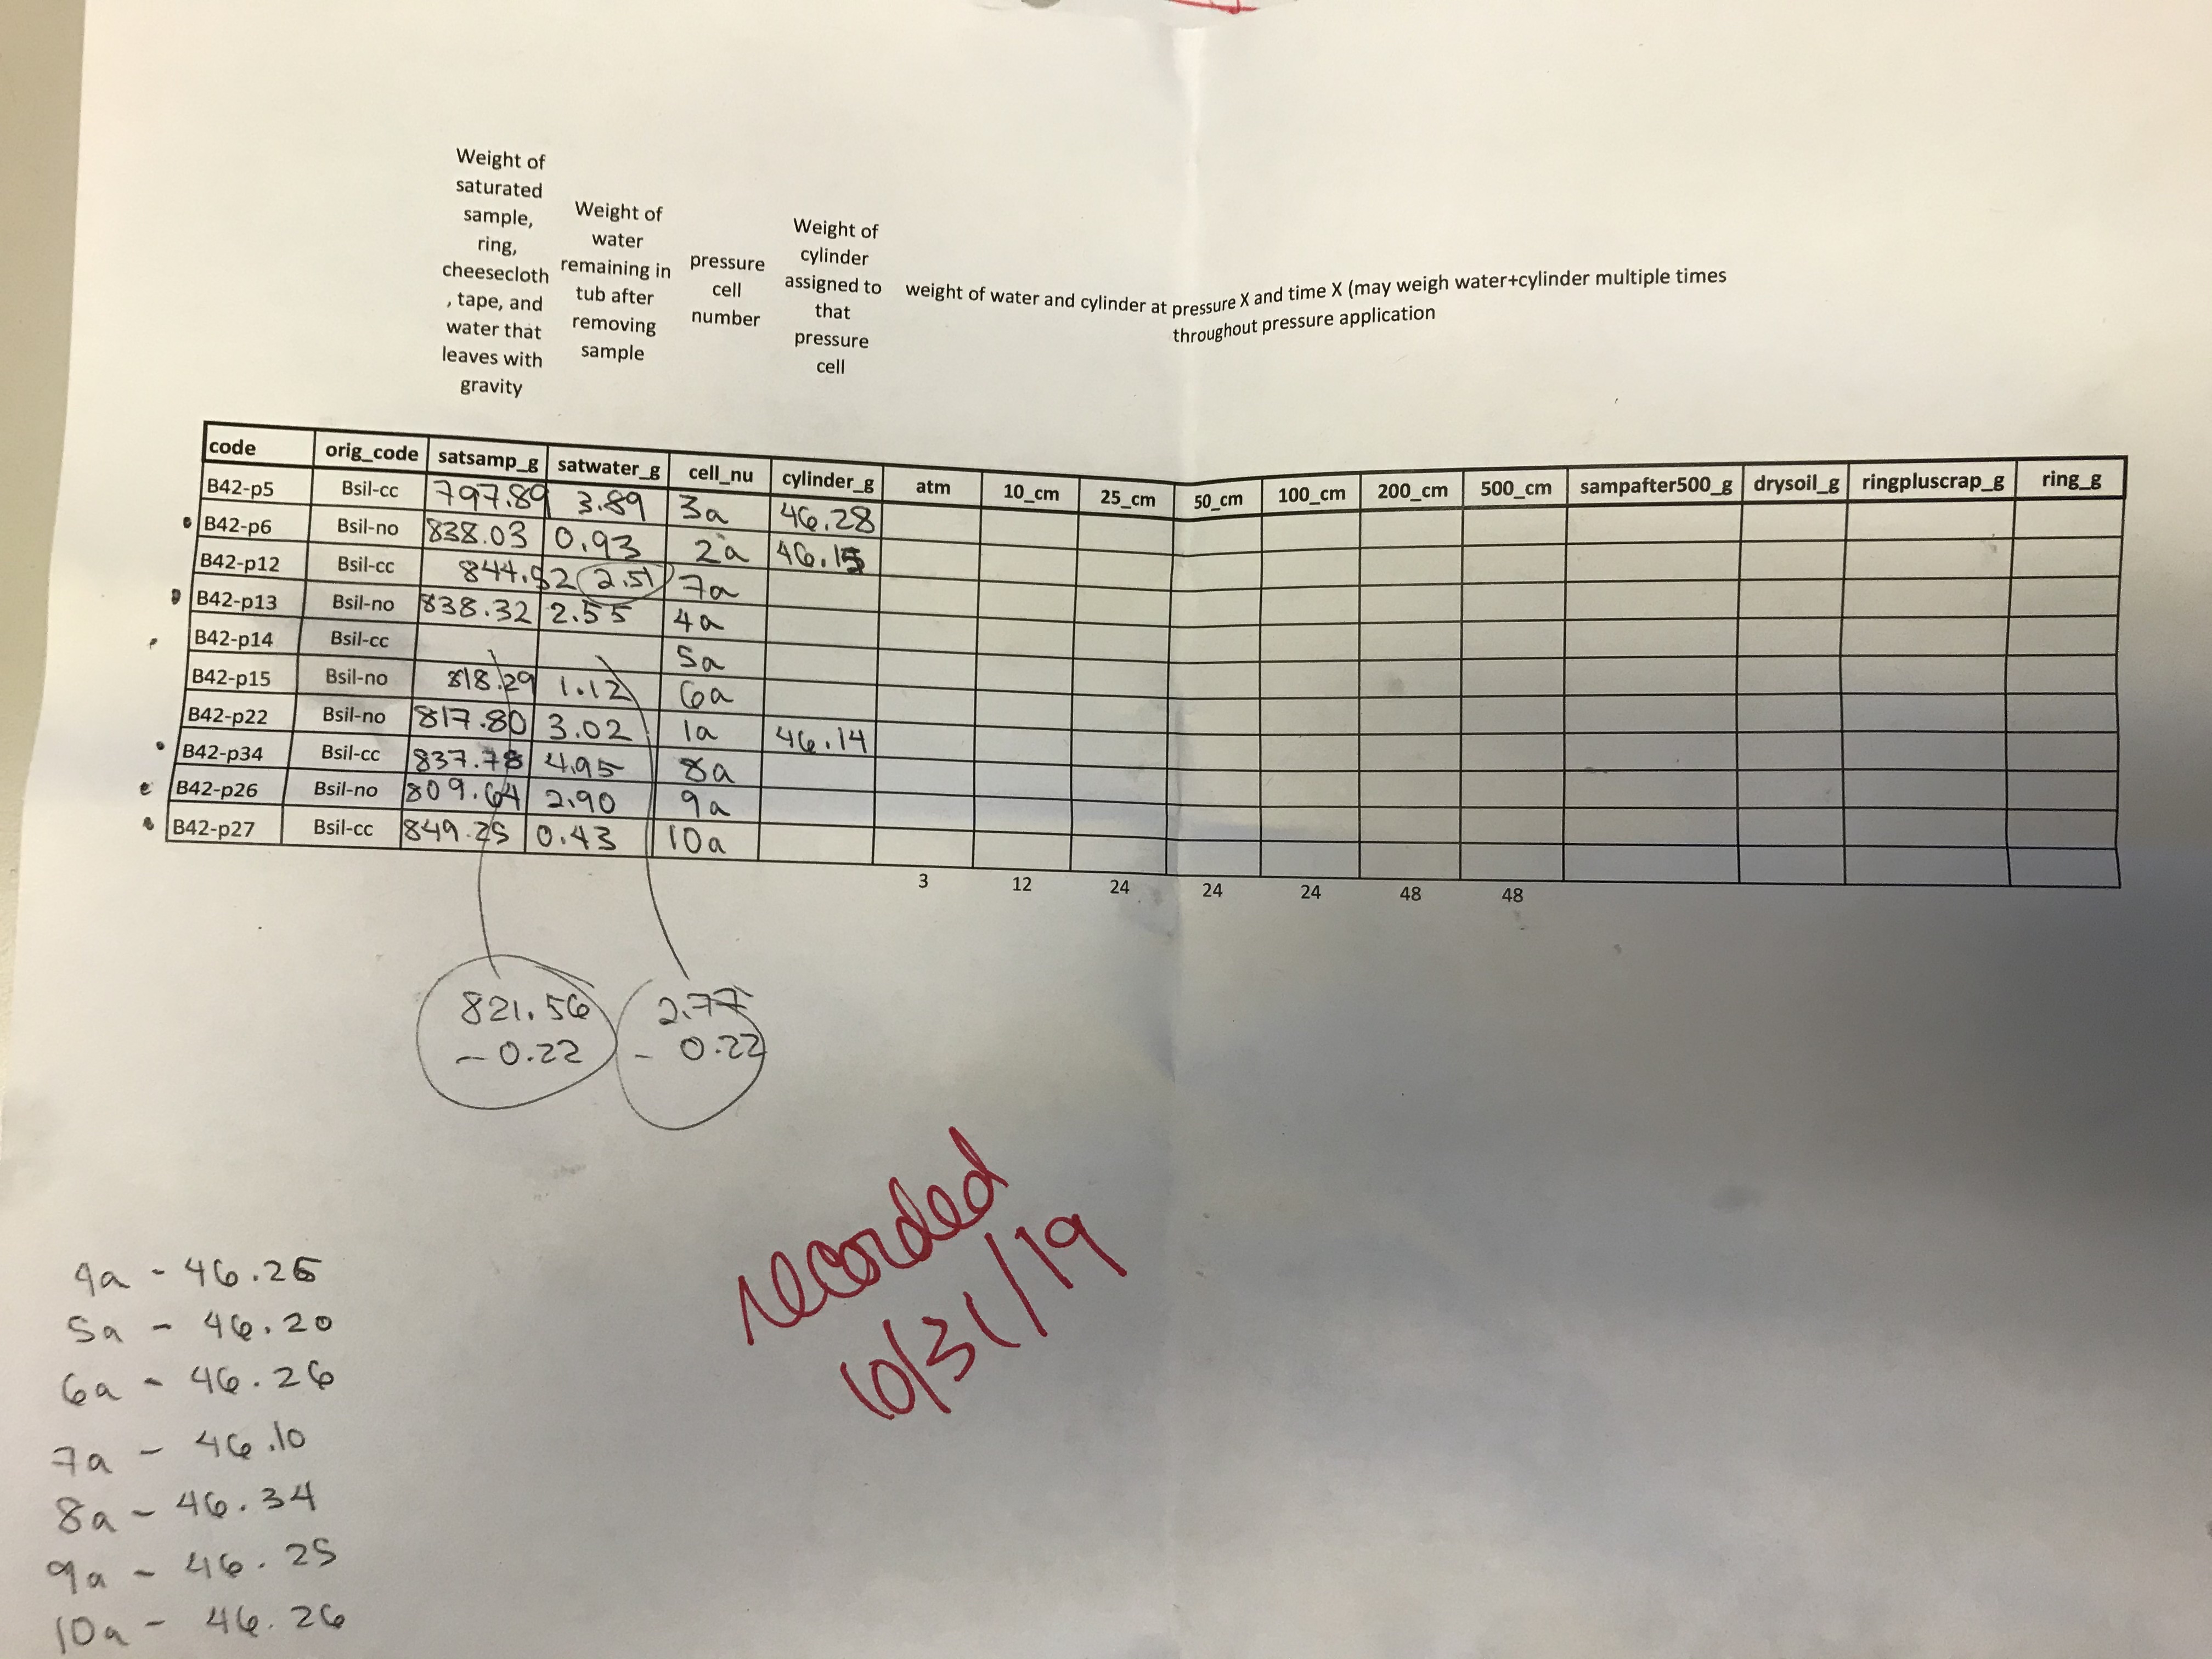 Weight of
saturated
sample,
ring,
cheesecloth
, tape, and
water that
leaves with
gravity
Weight of
water
remaining in
tub after
removing
sample
pressure
cell
number
Weight of
cylinder
assigned to
that
pressure
cell
weight of water and cylinder at pressure X and time X (may weigh water+cylinder multiple times
throughout pressure application
code orig_code satsamp_g satwater_g cell_nu cylinder_g atm 10_cm 25_cm 50_cm 100_cm 200_cm 500_cm sampafter500_g drysoil_g ringpluscrap_g ring_g
B42-p5 Bsil-cc 797.89 3.89 3a 46.28
B42-p6 Bsil-no 838.03 0.93 2a 46.15
B42-p12 Bsil-cc 2.51 7a
B42-p13 Bsil-no 838.32 2.55 4a
B42-p14 Bsil-cc 5a
B42-p15 Bsil-no 818.29 1.12 6a
B42-p22 Bsil-no 817.80 3.02 1a 46.14
B42-p34 Bsil-cc 837.78 4.95 8a
B42-p26 Bsil-no 809.64 2.90 9a
B42-p27 Bsil-cc 849.25 0.43 10a
3 12 24 24 24 48 48
821.56
- 0.22
2.77
- 0.22
recorded
10/31/19
46.20
5a - 46.20
6a - 46.26
7a - 46.10
8a - 46.34
9a - 46.25
10a - 46.26